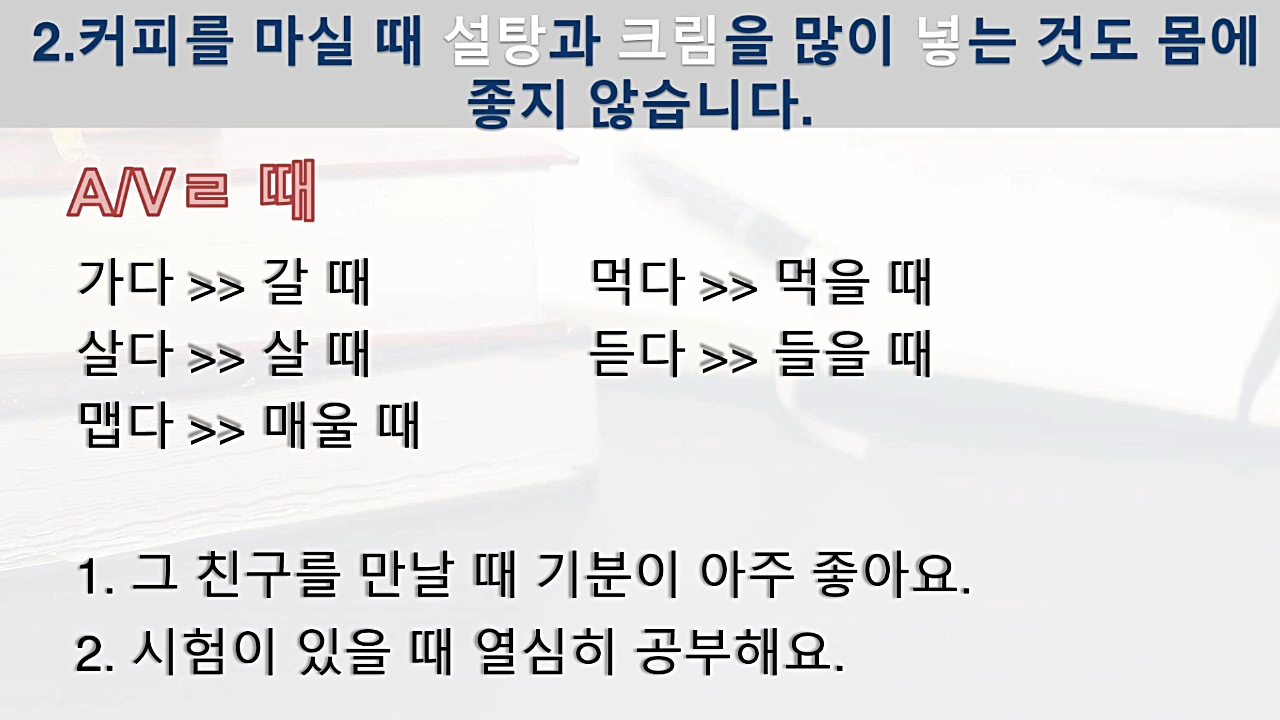 2.커피를 마실 때 설탕과 크림을 많이 넣는 것도 몸에
좋지 않습니다.
A/Vㄹ 때
가다 >> 갈 때 먹다 >> 먹을 때
살다 >> 살 때 듣다 >> 들을 때
맵다 >> 매울 때
1. 그 친구를 만날 때 기분이 아주 좋아요.
2. 시험이 있을 때 열심히 공부해요.